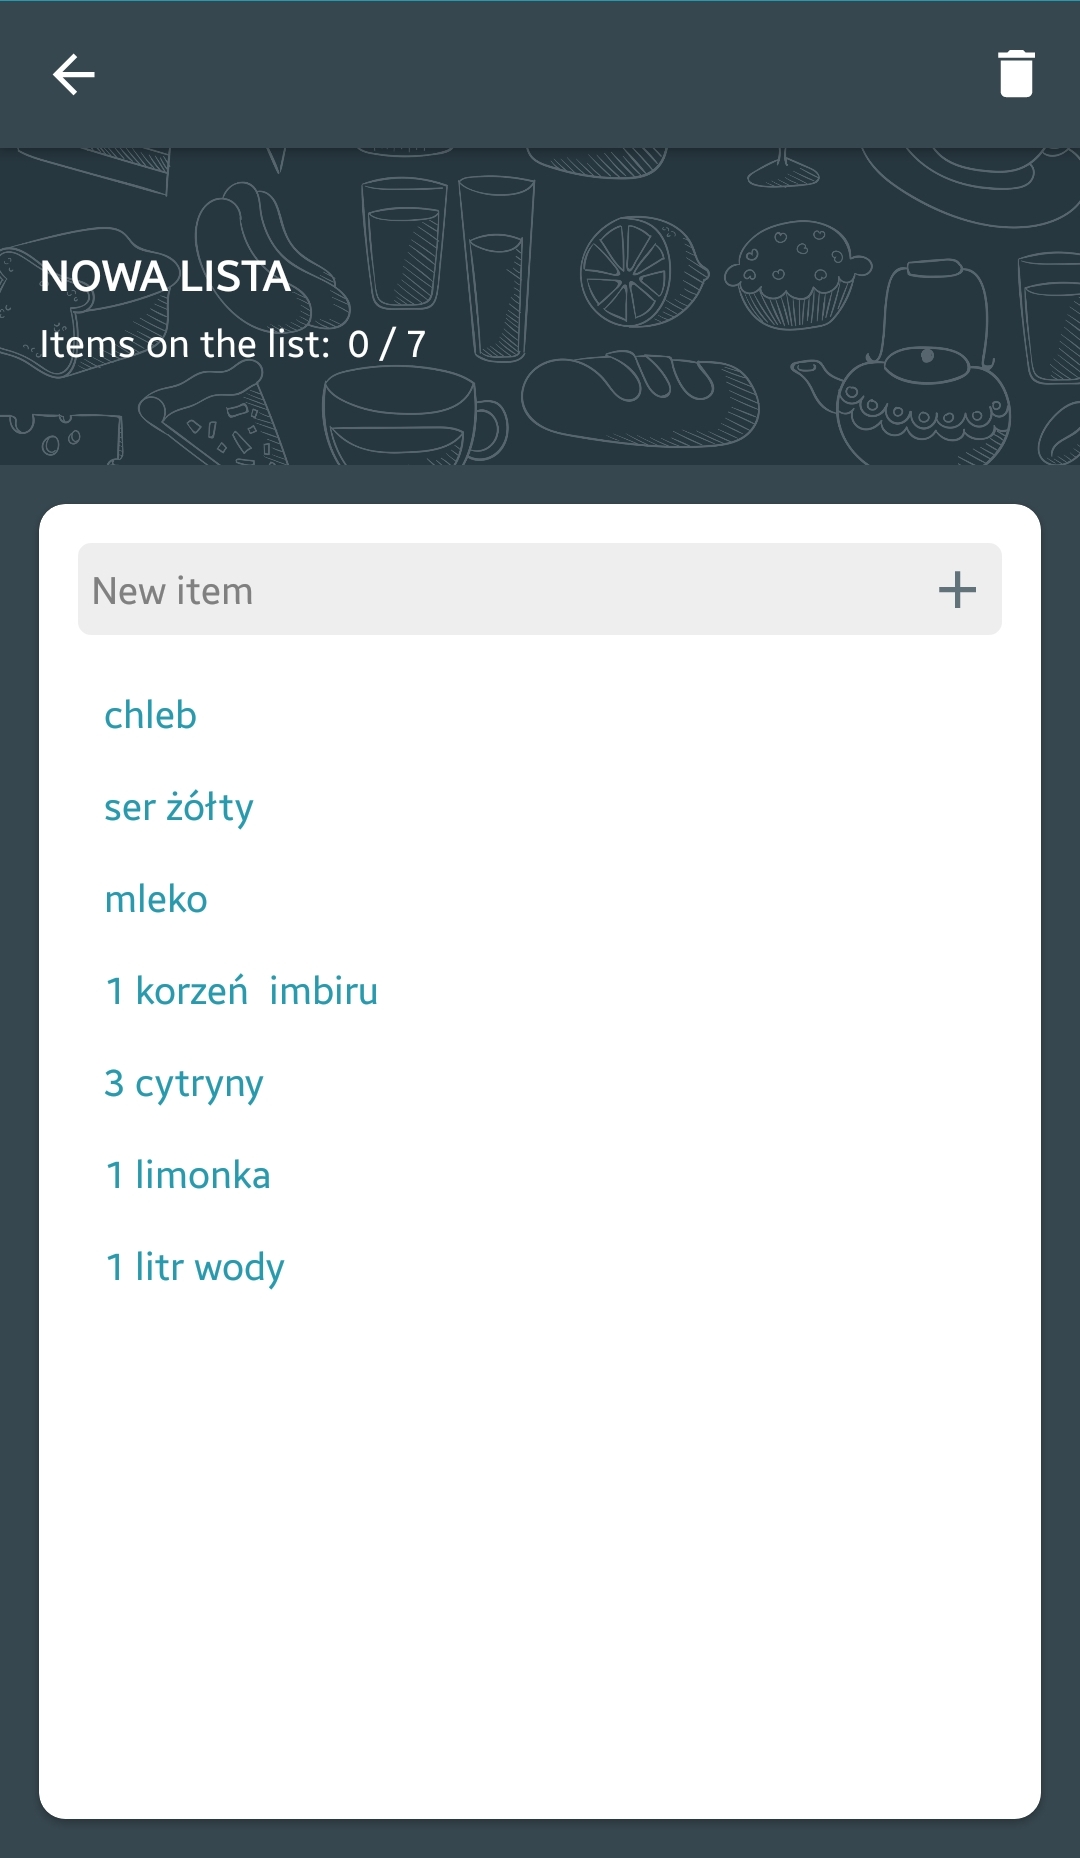 NOWA LISTA
Items on the list: 0 / 7
New item
chleb
ser żółty
mleko
1 korzeń  imbiru
3 cytryny
1 limonka
1 litr wody